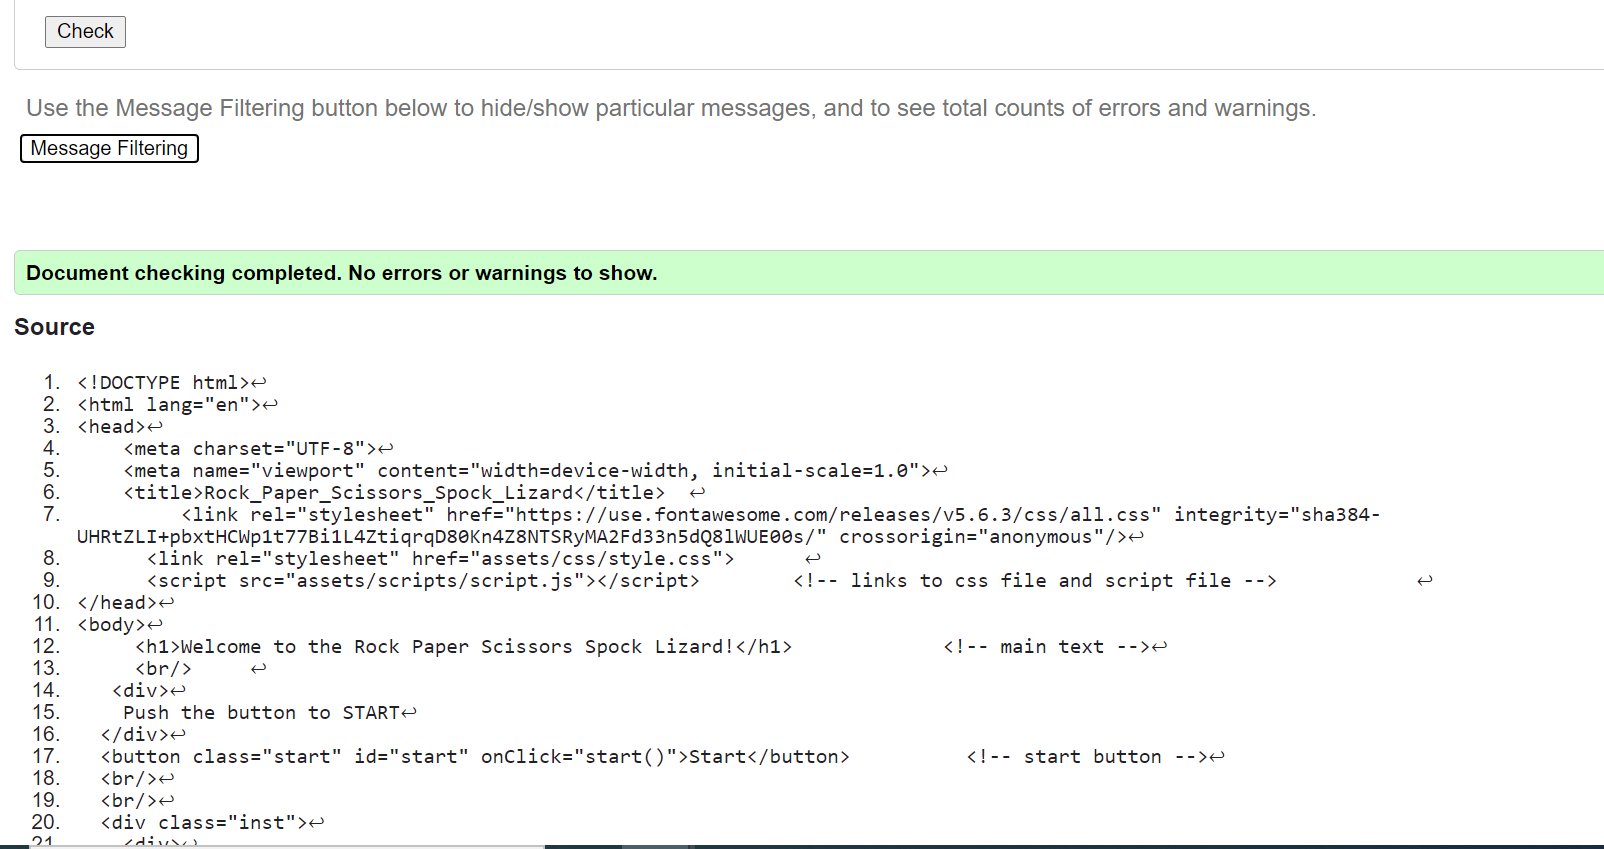 Check
Use the Message Filtering button below to hide/show particular messages, and to see total counts of errors and warnings.
Message Filtering
Document checking completed. No errors or warnings to show.
Source
1. <!DOCTYPE html>↩
2. <html lang="en">↩
3. <head>↩
4. <meta charset="UTF-8">↩
5. <meta name="viewport" content="width=device-width, initial-scale=1.0">↩
6. <title>Rock_Paper_Scissors_Spock_Lizard</title> ↩
7. <link rel="stylesheet" href="https://use.fontawesome.com/releases/v5.6.3/css/all.css" integrity="sha384-
UHRtZLI+pbxtHCWp1t77Bi1L4ZtiqrqD80Kn4Z8NTSRyMA2Fd33n5dQ8lWUE00s/" crossorigin="anonymous"/>↩
8. <link rel="stylesheet" href="assets/css/style.css"> ↩
9. <script src="assets/scripts/script.js"></script> <!-- links to css file and script file --> ↩
10. </head>↩
11. <body>↩
12. <h1>Welcome to the Rock Paper Scissors Spock Lizard!</h1> <!-- main text -->↩
13. <br/> ↩
14. <div>↩
15. Push the button to START↩
16. </div>↩
17. <button class="start" id="start" onClick="start()">Start</button> <!-- start button -->↩
18. <br/>↩
19. <br/>↩
20. <div class="inst">↩
21. <div>↩